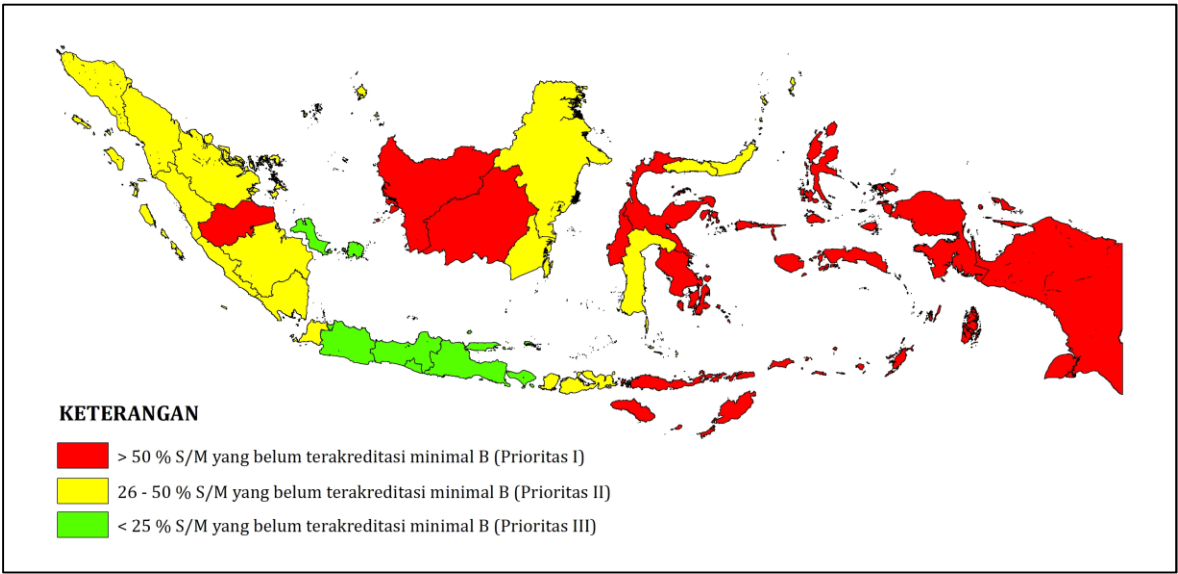 KETERANGAN
> 50 % S/M yang belum terakreditasi minimal B (Prioritas I)
26 - 50 % S/M yang belum terakreditasi minimal B (Prioritas II)
< 25 % S/M yang belum terakreditasi minimal B (Prioritas III)